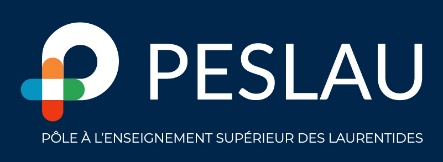 PESLAU
PÔLE À L'ENSEIGNEMENT SUPÉRIEUR DES LAURENTIDES